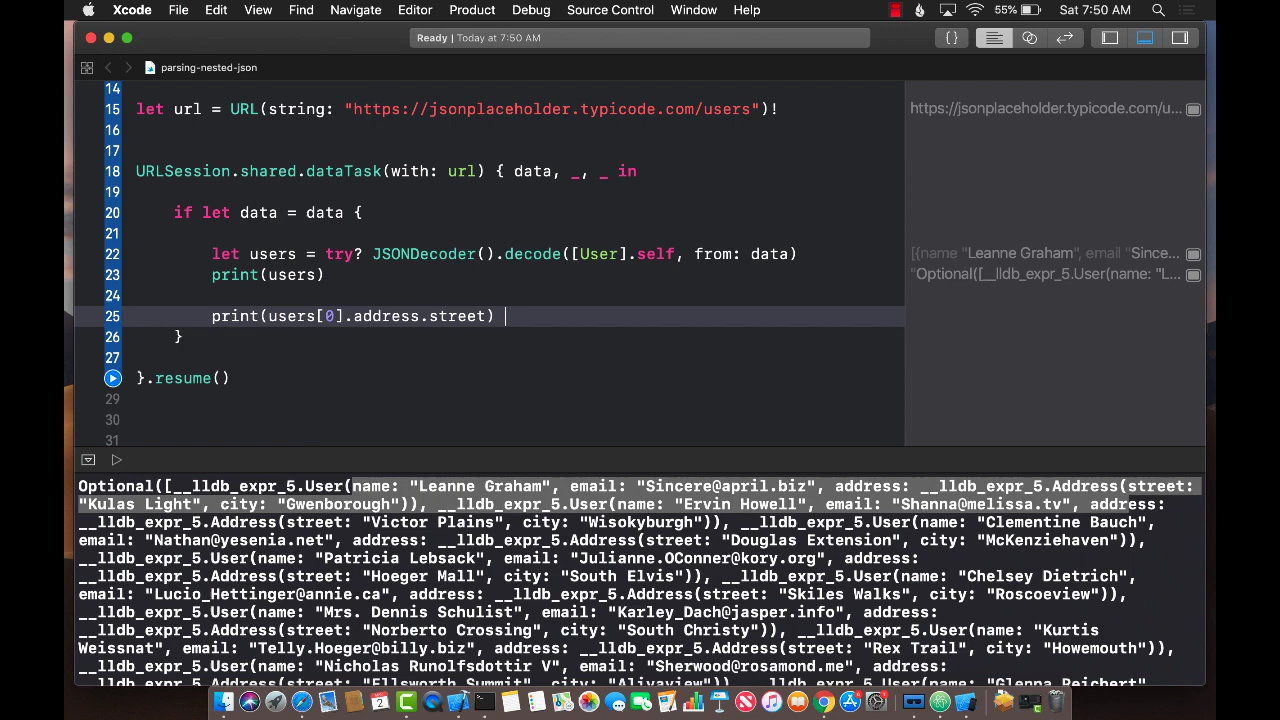 Xcode File Edit View Find Navigate Editor Product Debug Source Control Window Help 55% Sat 7:50 AM
Ready | Today at 7:50 AM { }
parsing-nested-json
14
15 let url = URL(string: "https://jsonplaceholder.typicode.com/users")! https://jsonplaceholder.typicode.com/u...
16
17
18 URLSession.shared.dataTask(with: url) { data, _, _ in
19
20 if let data = data {
21
22 let users = try? JSONDecoder().decode([User].self, from: data) [{name "Leanne Graham", email "Since...
23 print(users) "Optional([__lldb_expr_5.User(name: "L...
24
25 print(users[0].address.street)
26 }
27
}.resume()
29
30
31
Optional([__lldb_expr_5.User(name: "Leanne Graham", email: "Sincere@april.biz", address: __lldb_expr_5.Address(street:
"Kulas Light", city: "Gwenborough")), __lldb_expr_5.User(name: "Ervin Howell", email: "Shanna@melissa.tv", address:
__lldb_expr_5.Address(street: "Victor Plains", city: "Wisokyburgh")), __lldb_expr_5.User(name: "Clementine Bauch",
email: "Nathan@yesenia.net", address: __lldb_expr_5.Address(street: "Douglas Extension", city: "McKenziehaven")),
__lldb_expr_5.User(name: "Patricia Lebsack", email: "Julianne.OConner@kory.org", address:
__lldb_expr_5.Address(street: "Hoeger Mall", city: "South Elvis")), __lldb_expr_5.User(name: "Chelsey Dietrich",
email: "Lucio_Hettinger@annie.ca", address: __lldb_expr_5.Address(street: "Skiles Walks", city: "Roscoeview")),
__lldb_expr_5.User(name: "Mrs. Dennis Schulist", email: "Karley_Dach@jasper.info", address:
__lldb_expr_5.Address(street: "Norberto Crossing", city: "South Christy")), __lldb_expr_5.User(name: "Kurtis
Weissnat", email: "Telly.Hoeger@billy.biz", address: __lldb_expr_5.Address(street: "Rex Trail", city: "Howemouth")),
__lldb_expr_5.User(name: "Nicholas Runolfsdottir V", email: "Sherwood@rosamond.me", address:
__lldb_expr_5.Address(street: "Ellsworth Summit", city: "Aliyaview")), __lldb_expr_5.User(name: "Glenna Reichert",